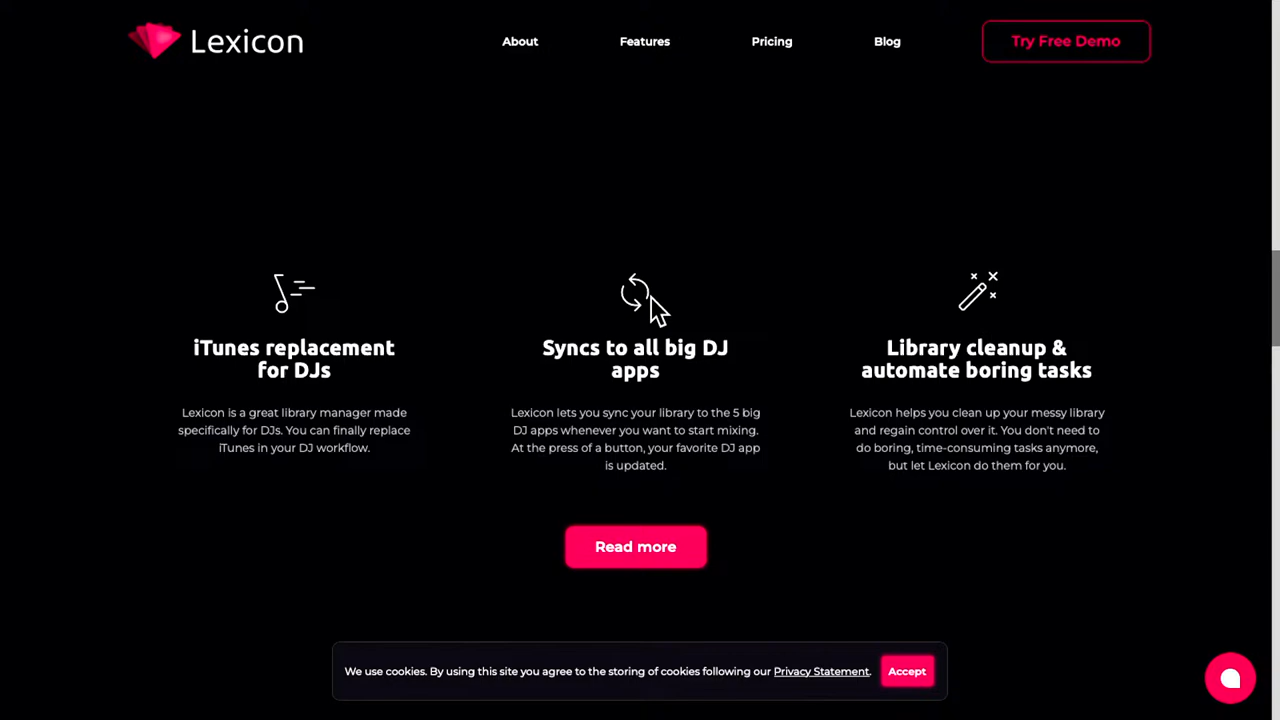 Lexicon
About
Features
Pricing
Blog
Try Free Demo
iTunes replacement
for DJs
Lexicon is a great library manager made
specifically for DJs. You can finally replace
iTunes in your DJ workflow.
Syncs to all big DJ
apps
Lexicon lets you sync your library to the 5 big
DJ apps whenever you want to start mixing.
At the press of a button, your favorite DJ app
is updated.
Library cleanup &
automate boring tasks
Lexicon helps you clean up your messy library
and regain control over it. You don't need to
do boring, time-consuming tasks anymore,
but let Lexicon do them for you.
Read more
We use cookies. By using this site you agree to the storing of cookies following our Privacy Statement.
Accept